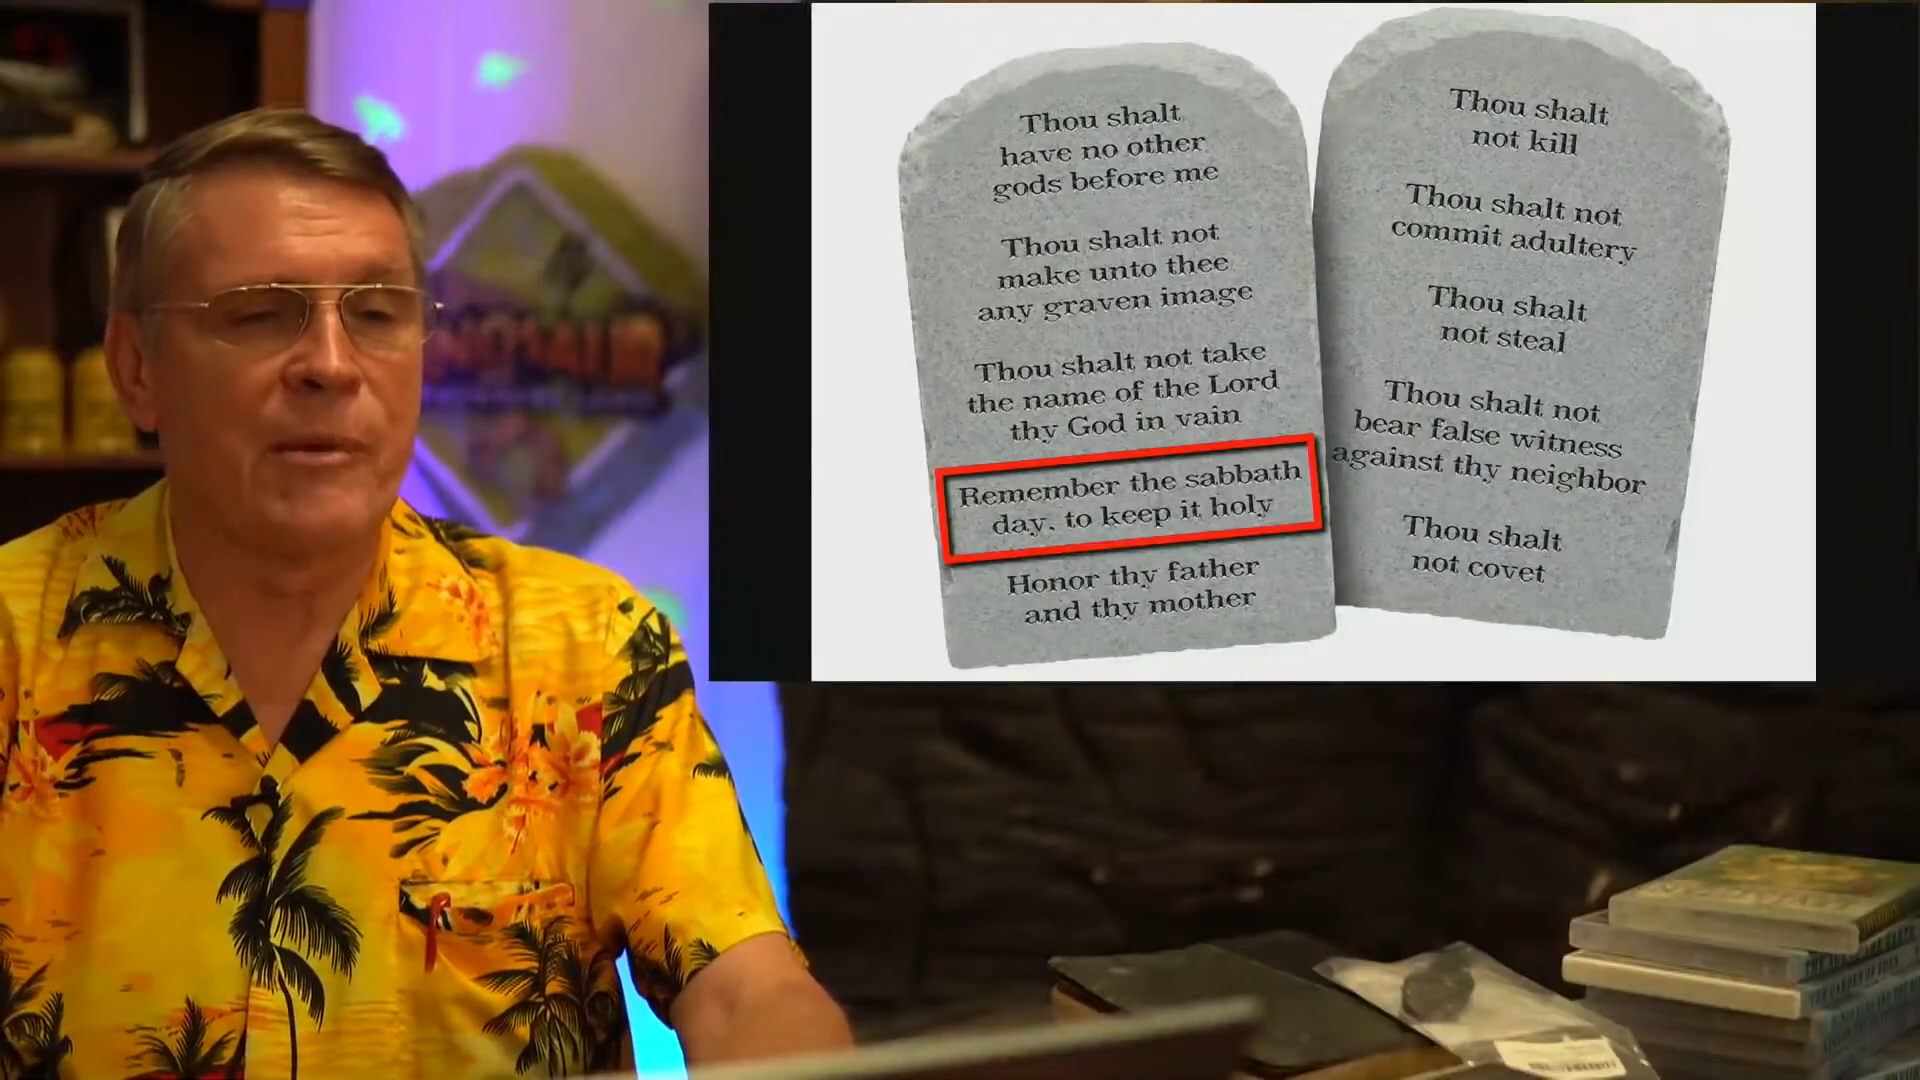 Thou shalt
have no other
gods before me
Thou shalt not
make unto thee
any graven image
Thou shalt not take
the name of the Lord
thy God in vain
Remember the sabbath
day, to keep it holy
Honor thy father
and thy mother
Thou shalt
not kill
Thou shalt not
commit adultery
Thou shalt
not steal
Thou shalt not
bear false witness
against thy neighbor
Thou shalt
not covet